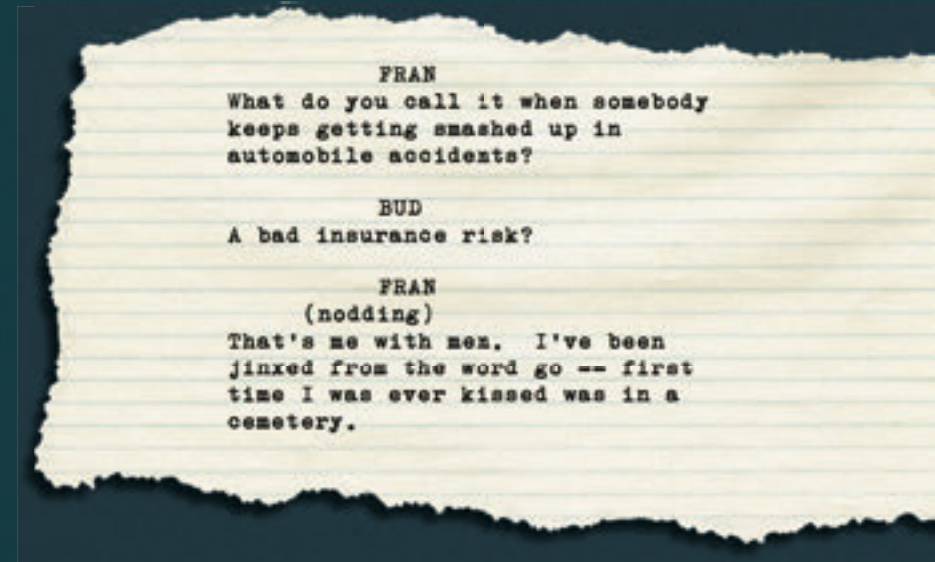 FRAN
What do you call it when somebody
keeps getting smashed up in
automobile accidents?
BUD
A bad insurance risk?
FRAN
(nodding)
That's me with men.  I've been
jinxed from the word go -- first
time I was ever kissed was in a
cemetery.